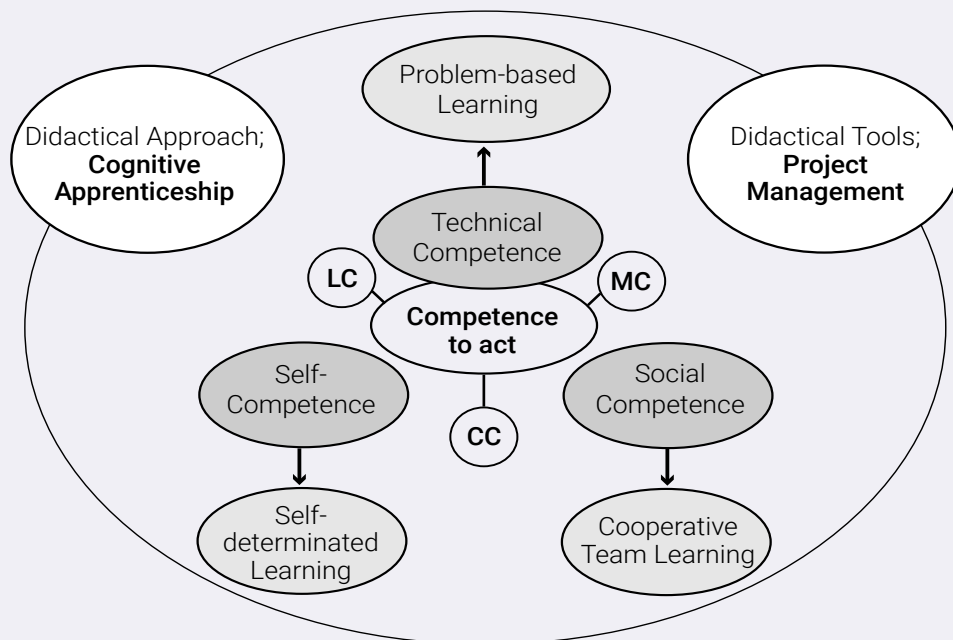 Problem-based
Learning
Didactical Approach;
Cognitive
Apprenticeship
Didactical Tools;
Project
Management
Technical
Competence
LC
MC
Competence
to act
Self-
Competence
Social
Competence
CC
Self-
determinated
Learning
Cooperative
Team Learning